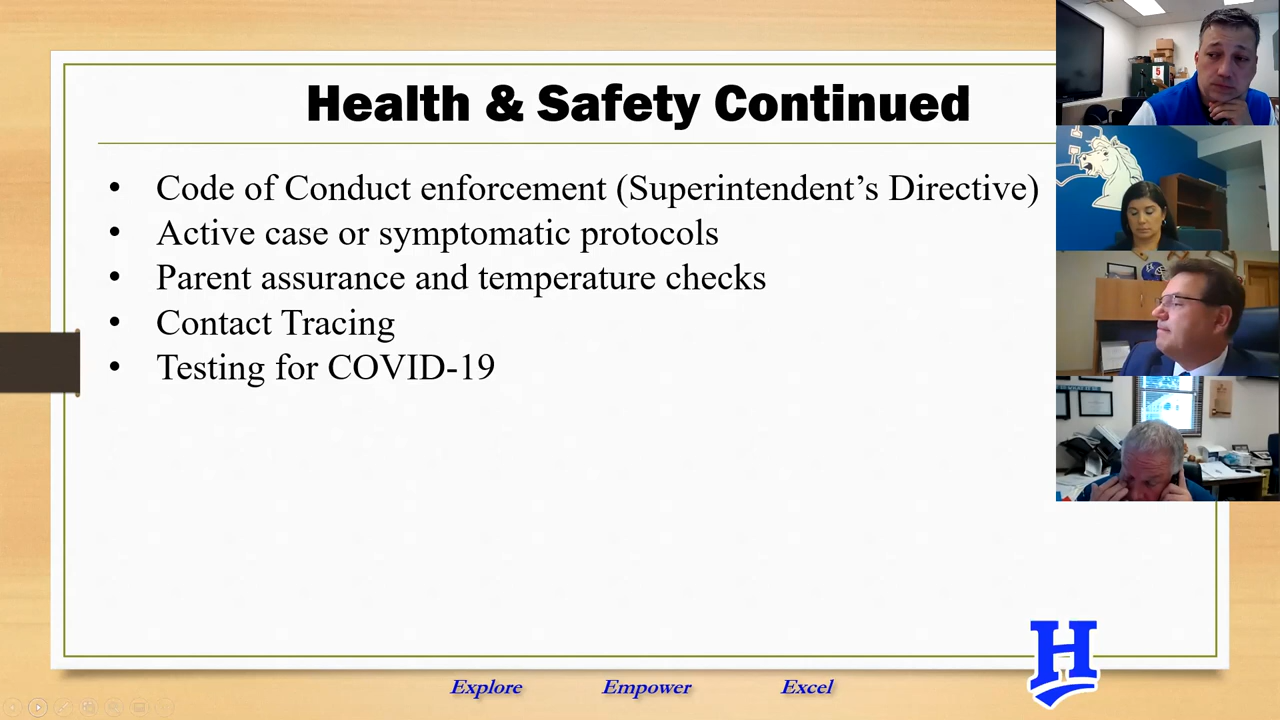 Health & Safety Continued
• Code of Conduct enforcement (Superintendent’s Directive)
• Active case or symptomatic protocols
• Parent assurance and temperature checks
• Contact Tracing
• Testing for COVID-19
5
H
Explore Empower Excel
H